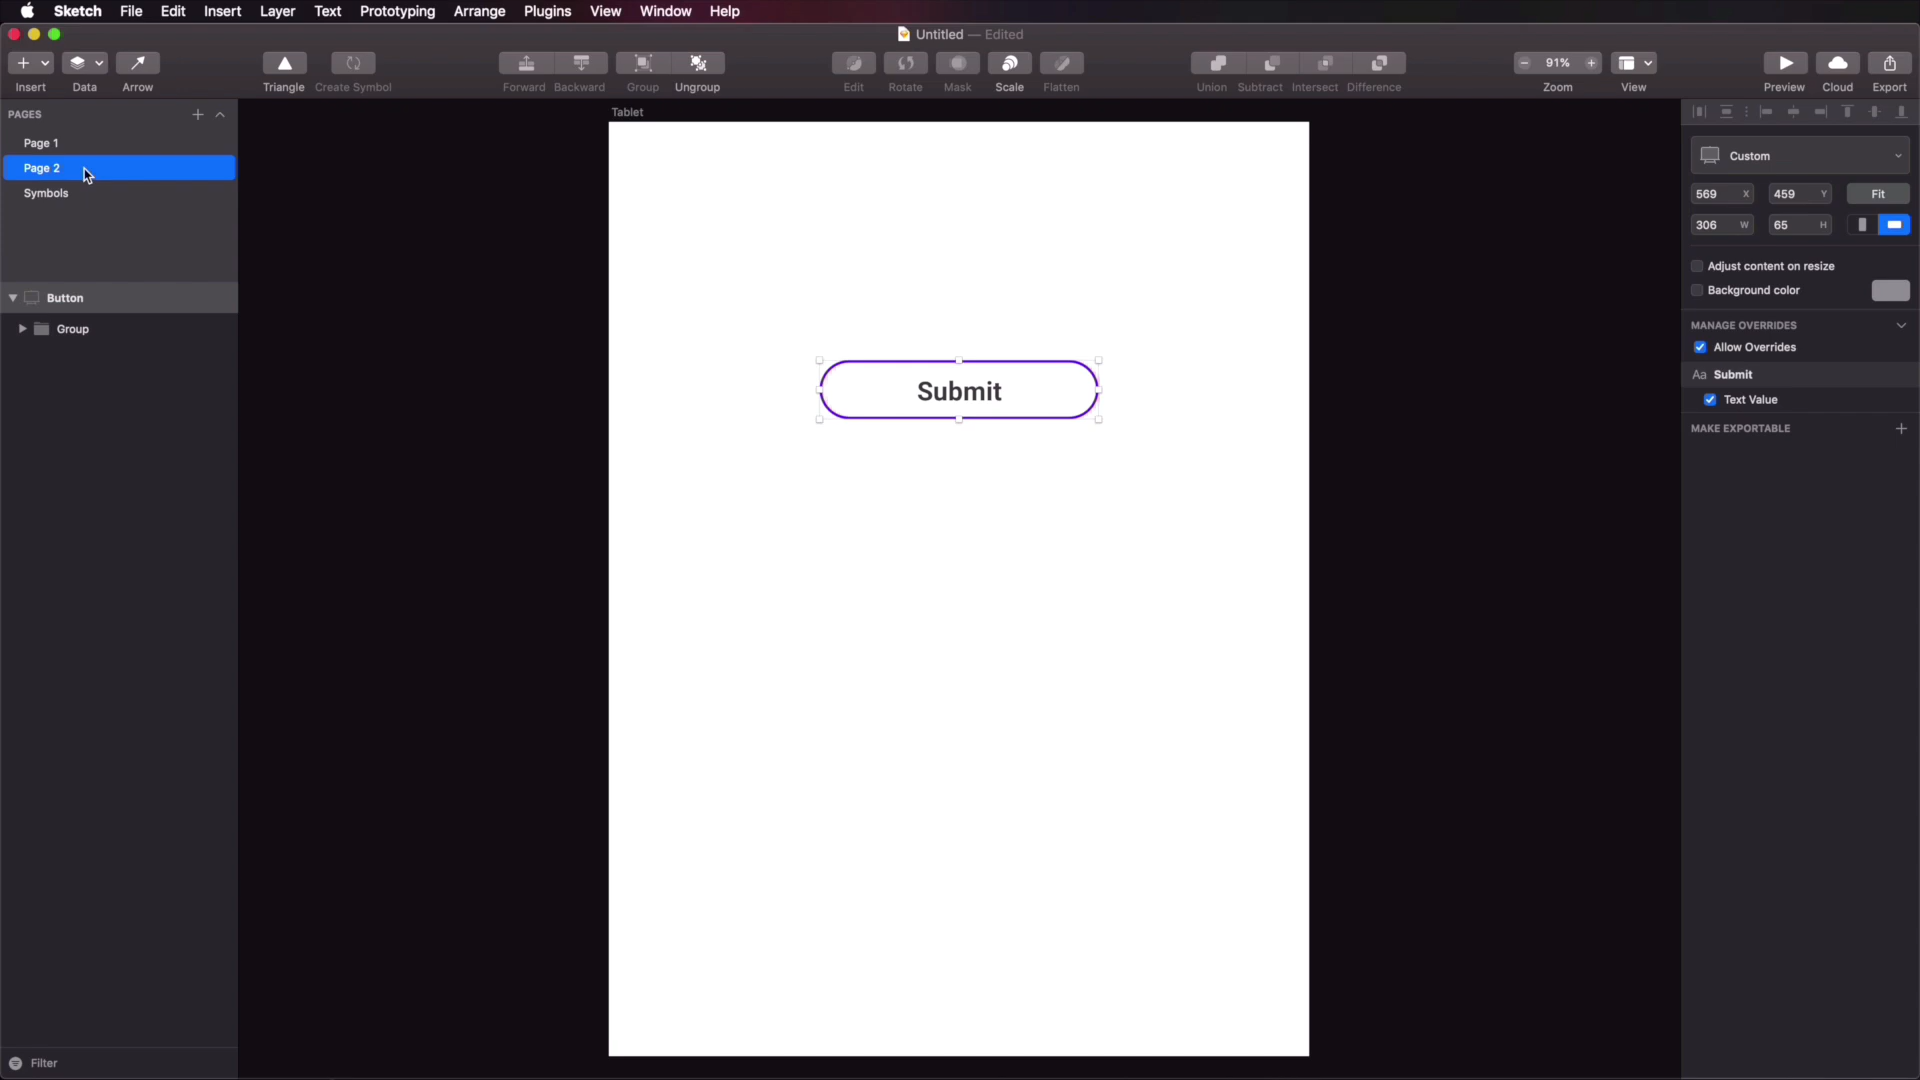 Sketch File Edit Insert Layer Text Prototyping Arrange Plugins View Window Help
Untitled — Edited
91%
Insert Data Arrow Triangle Create Symbol Forward Backward Group Ungroup Edit Rotate Mask Scale Flatten Union Subtract Intersect Difference Zoom View Preview Cloud Export
PAGES
Page 1
Page 2
Symbols
Button
Group
Filter
Tablet
Submit
Custom
569 X 459 Y Fit
306 W 65 H
Adjust content on resize
Background color
MANAGE OVERRIDES
Allow Overrides
Aa Submit
Text Value
MAKE EXPORTABLE